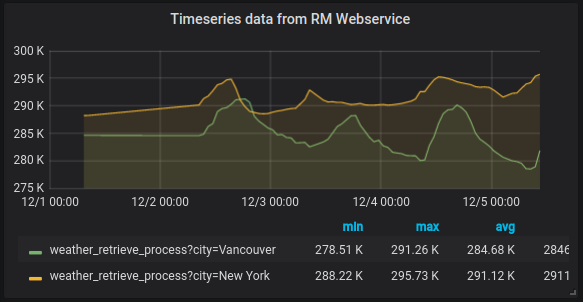 Timeseries data from RM Webservice
300 K
295 K
290 K
285 K
280 K
275 K
12/1 00:00 12/2 00:00 12/3 00:00 12/4 00:00 12/5 00:00
min max avg
weather_retrieve_process?city=Vancouver 278.51 K 291.26 K 284.68 K 2846
weather_retrieve_process?city=New York 288.22 K 295.73 K 291.12 K 2911